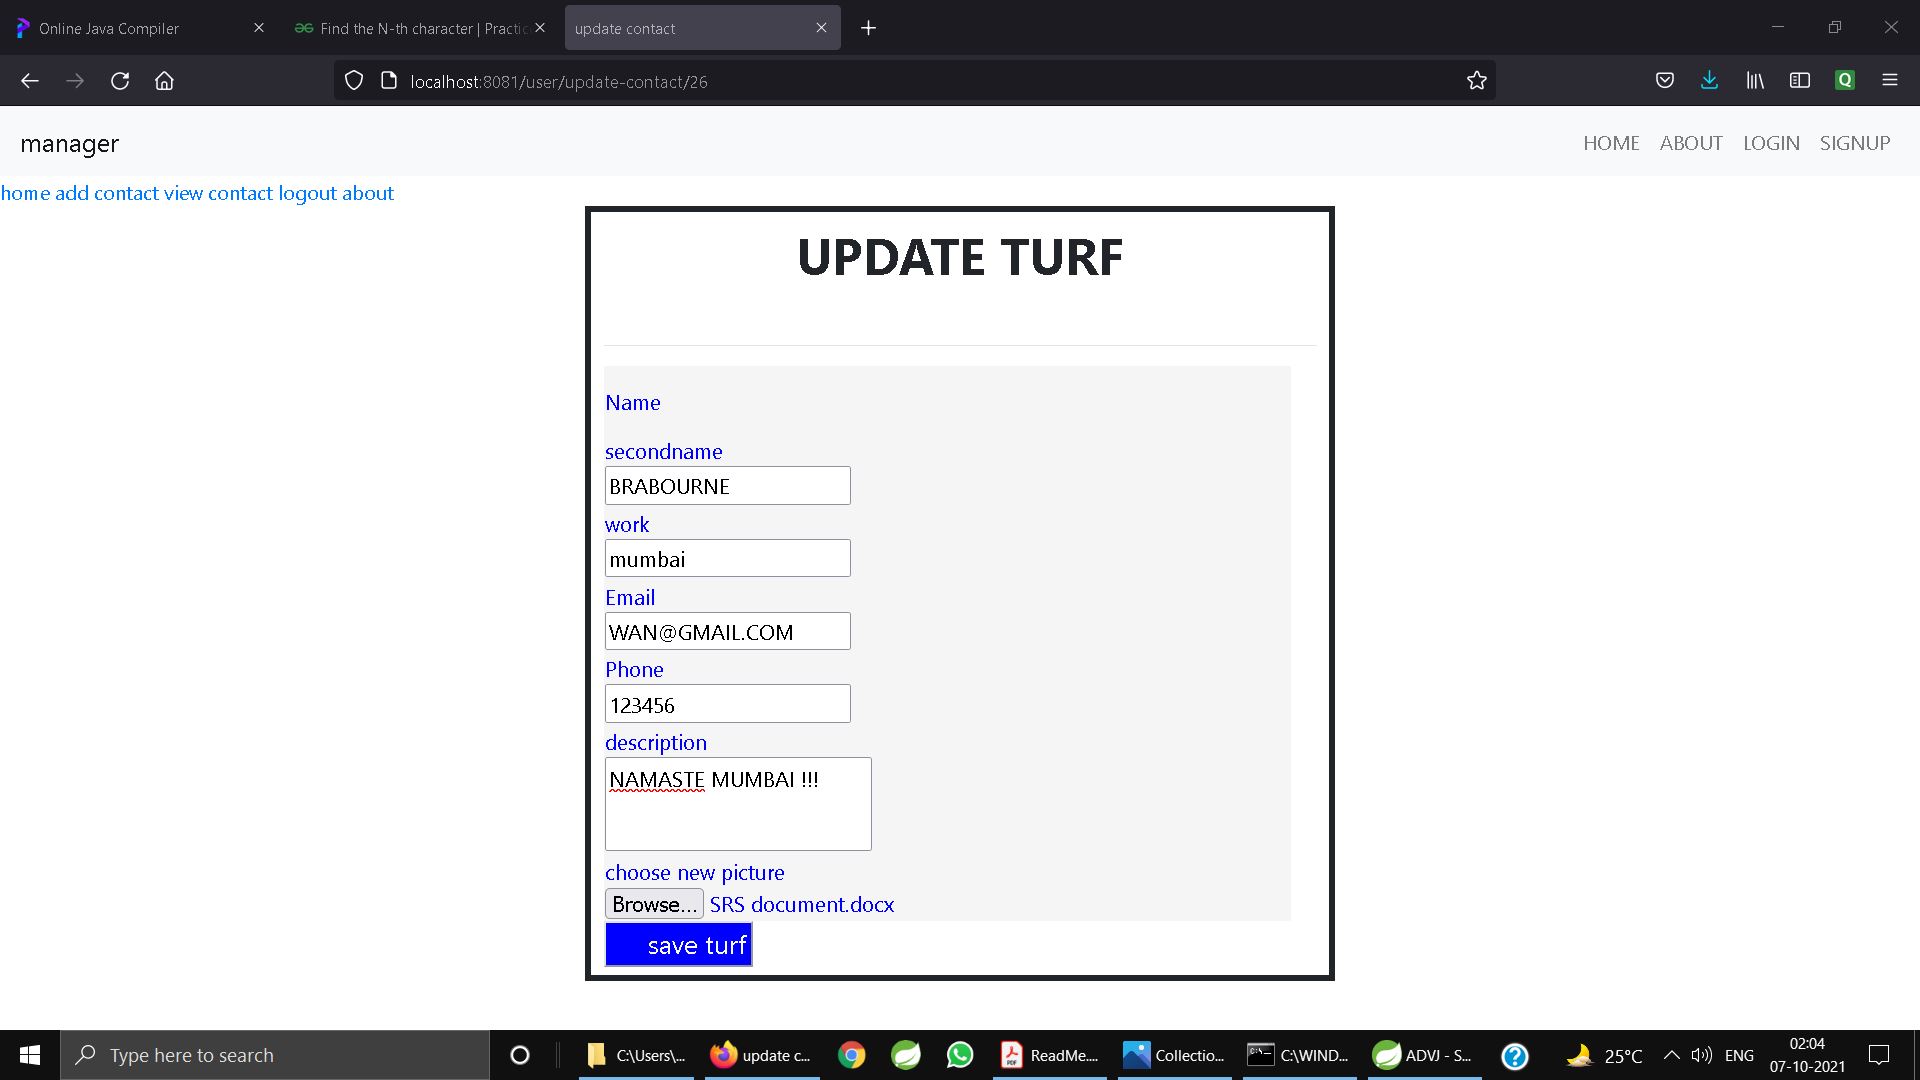 Online Java Compiler
Find the N-th character | Practic
update contact
localhost:8081/user/update-contact/26
manager
HOME ABOUT LOGIN SIGNUP
home add contact view contact logout about
UPDATE TURF
Name
secondname
BRABOURNE
work
mumbai
Email
WAN@GMAIL.COM
Phone
123456
description
NAMASTE MUMBAI !!!
choose new picture
Browse... SRS document.docx
save turf
Type here to search
C:\Users\...
update c...
ReadMe....
Collectio...
C:\WIND...
ADVJ - S...
25°C
ENG
02:04
07-10-2021